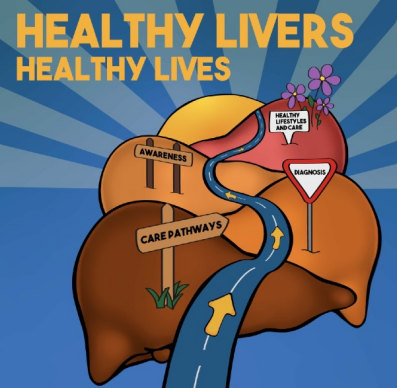 HEALTHY LIVERS
HEALTHY LIVES
HEALTHY
LIFESTYLES
AND CARE
AWARENESS
DIAGNOSIS
CARE PATHWAYS